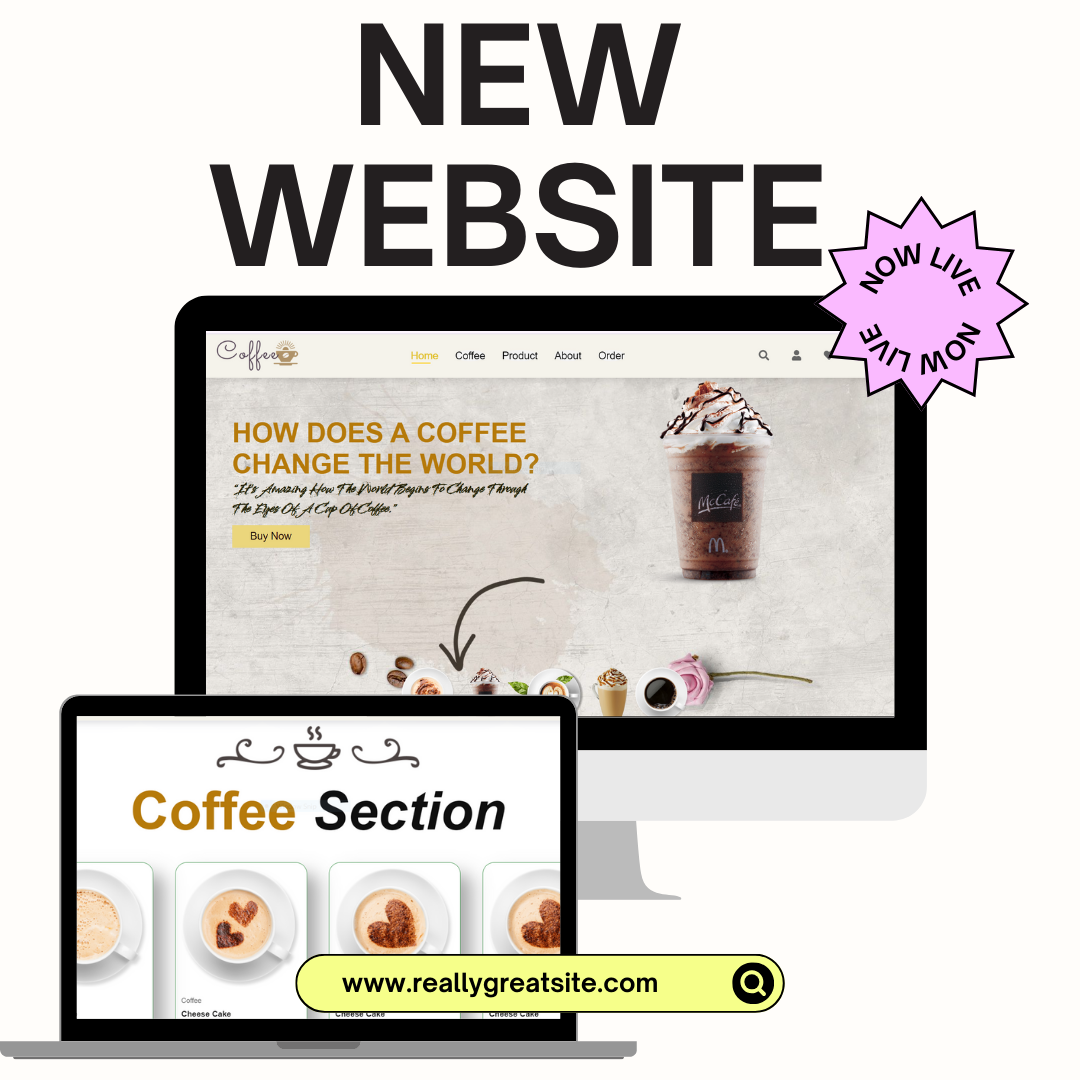 NEW
WEBSITE
NOW LIVE
NOW LIVE
Coffee
Home Coffee Product About Order
HOW DOES A COFFEE
CHANGE THE WORLD?
"It's Amazing How The World Begins To Change Through
The Eyes Of A Cup Of Coffee."
Buy Now
McCafé
Coffee Section
Coffee
Cheese Cake
Cheese Cake
Cheese Cake
www.reallygreatsite.com